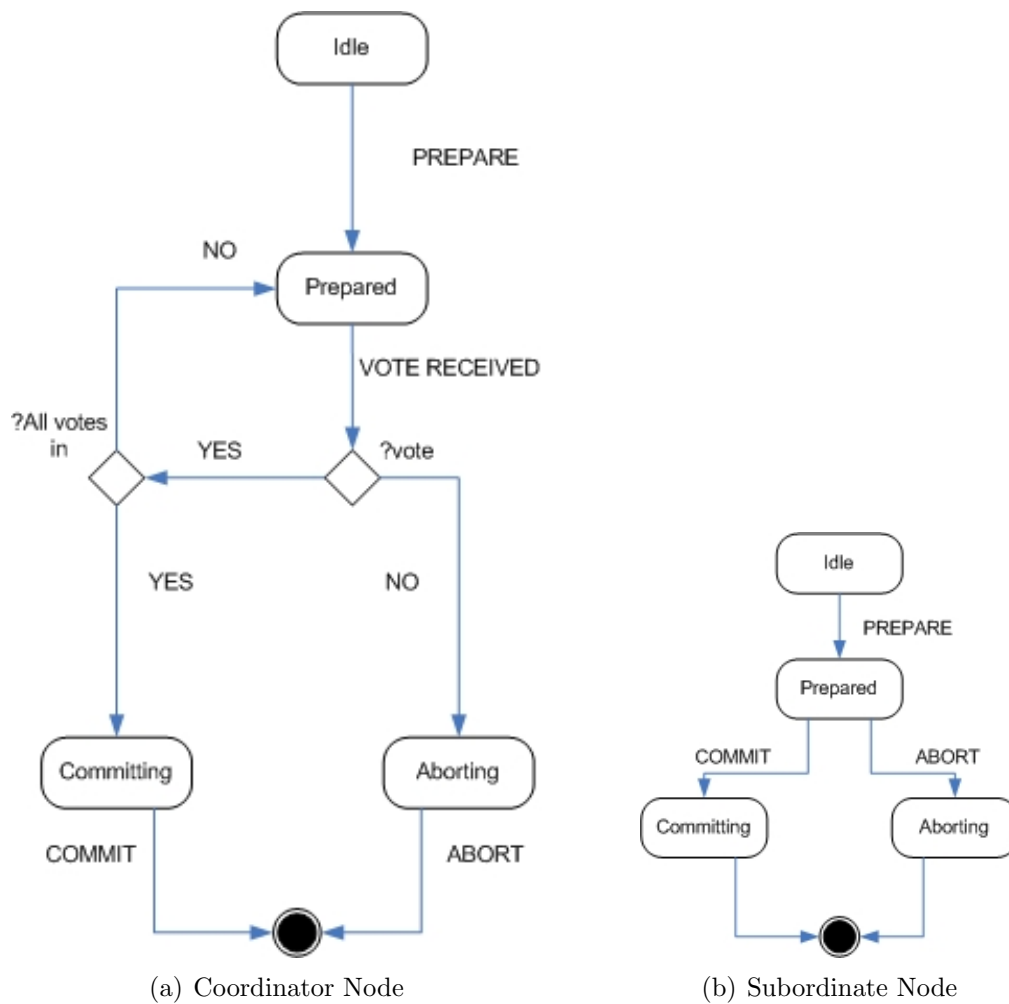 Idle
PREPARE
NO
Prepared
VOTE RECEIVED
?All votes
in
YES
?vote
YES
NO
Committing
Aborting
COMMIT
ABORT
(a) Coordinator Node
Idle
PREPARE
Prepared
COMMIT
ABORT
Committing
Aborting
(b) Subordinate Node